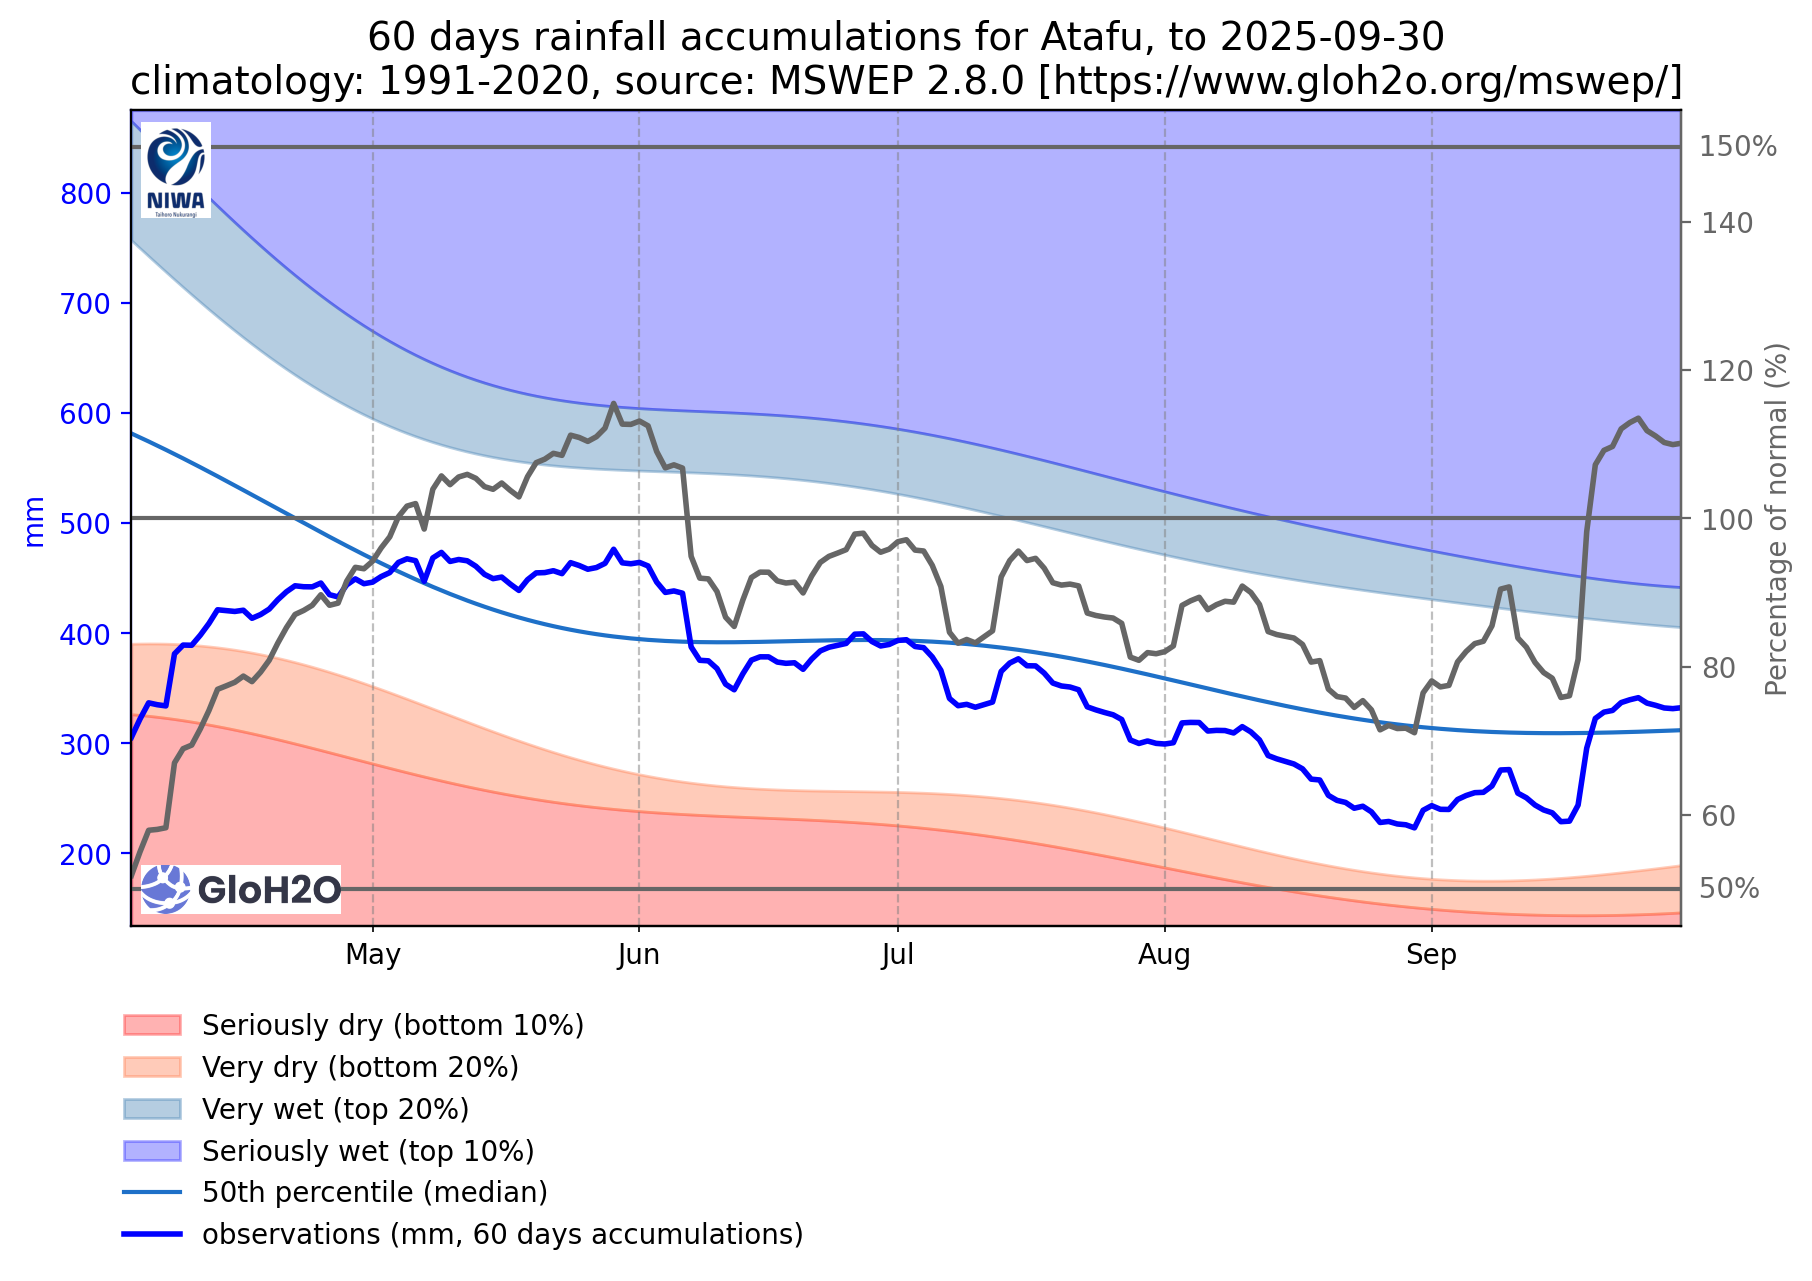 60 days rainfall accumulations for Atafu, to 2025-09-30
climatology: 1991-2020, source: MSWEP 2.8.0 [https://www.gloh2o.org/mswep/]
NIWA
Taihoro Nukurangi
800
700
600
500
400
300
200
mm
150%
140
120
100
80
60
50%
Percentage of normal (%)
GloH2O
May Jun Jul Aug Sep
Seriously dry (bottom 10%)
Very dry (bottom 20%)
Very wet (top 20%)
Seriously wet (top 10%)
50th percentile (median)
observations (mm, 60 days accumulations)